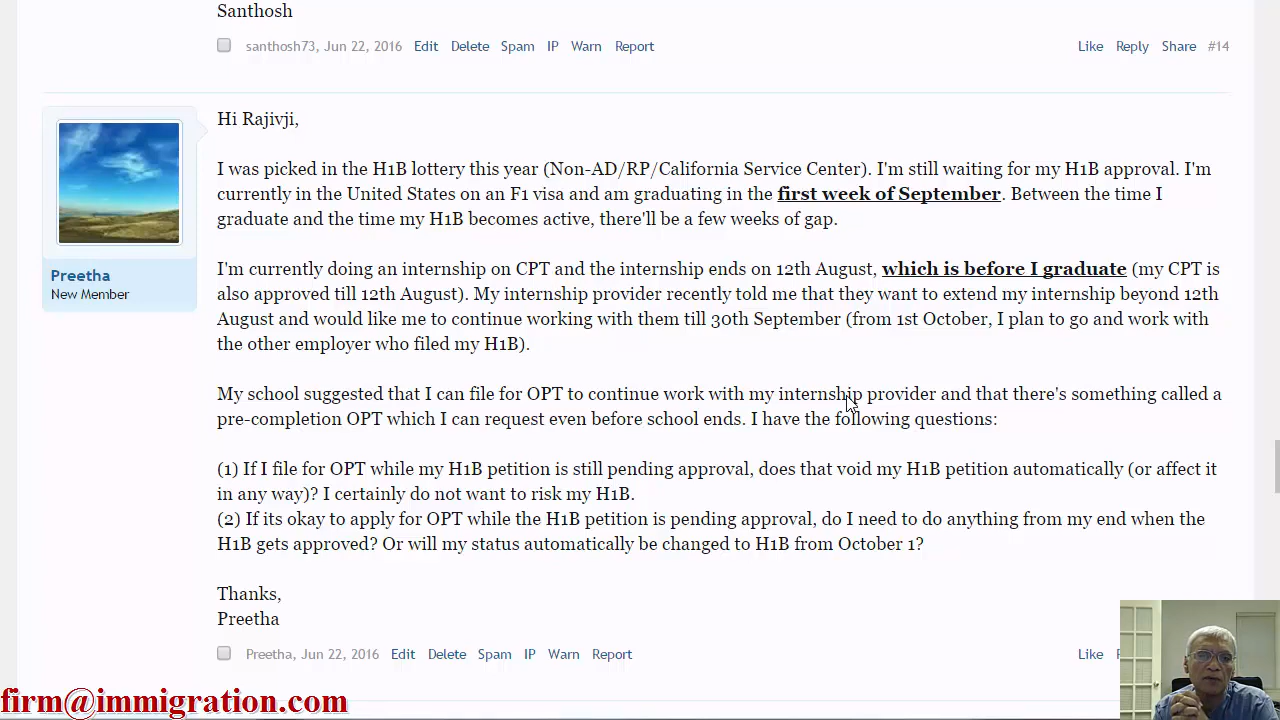 Santhosh
santhosh73, Jun 22, 2016 Edit Delete Spam IP Warn Report Like Reply Share #14
Hi Rajivji,
I was picked in the H1B lottery this year (Non-AD/RP/California Service Center). I'm still waiting for my H1B approval. I'm
currently in the United States on an F1 visa and am graduating in the first week of September. Between the time I
graduate and the time my H1B becomes active, there'll be a few weeks of gap.
Preetha
New Member
I'm currently doing an internship on CPT and the internship ends on 12th August, which is before I graduate (my CPT is
also approved till 12th August). My internship provider recently told me that they want to extend my internship beyond 12th
August and would like me to continue working with them till 30th September (from 1st October, I plan to go and work with
the other employer who filed my H1B).
My school suggested that I can file for OPT to continue work with my internship provider and that there's something called a
pre-completion OPT which I can request even before school ends. I have the following questions:
(1) If I file for OPT while my H1B petition is still pending approval, does that void my H1B petition automatically (or affect it
in any way)? I certainly do not want to risk my H1B.
(2) If its okay to apply for OPT while the H1B petition is pending approval, do I need to do anything from my end when the
H1B gets approved? Or will my status automatically be changed to H1B from October 1?
Thanks,
Preetha
Preetha, Jun 22, 2016 Edit Delete Spam IP Warn Report Like
firm@immigration.com